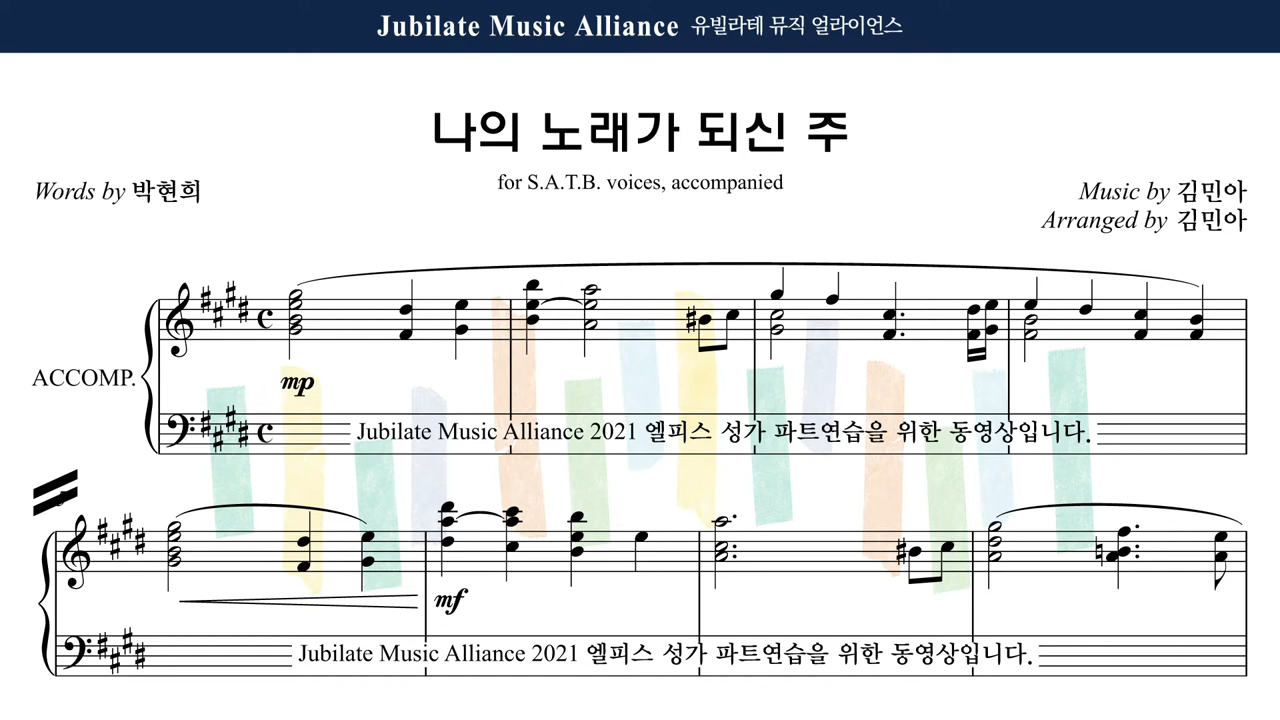 Jubilate Music Alliance 유빌라테 뮤직 얼라이언스
나의 노래가 되신 주
for S.A.T.B. voices, accompanied
Words by 박현희
Music by 김민아
Arranged by 김민아
ACCOMP.
mp
Jubilate Music Alliance 2021 엘피스 성가 파트연습을 위한 동영상입니다.
mf
Jubilate Music Alliance 2021 엘피스 성가 파트연습을 위한 동영상입니다.